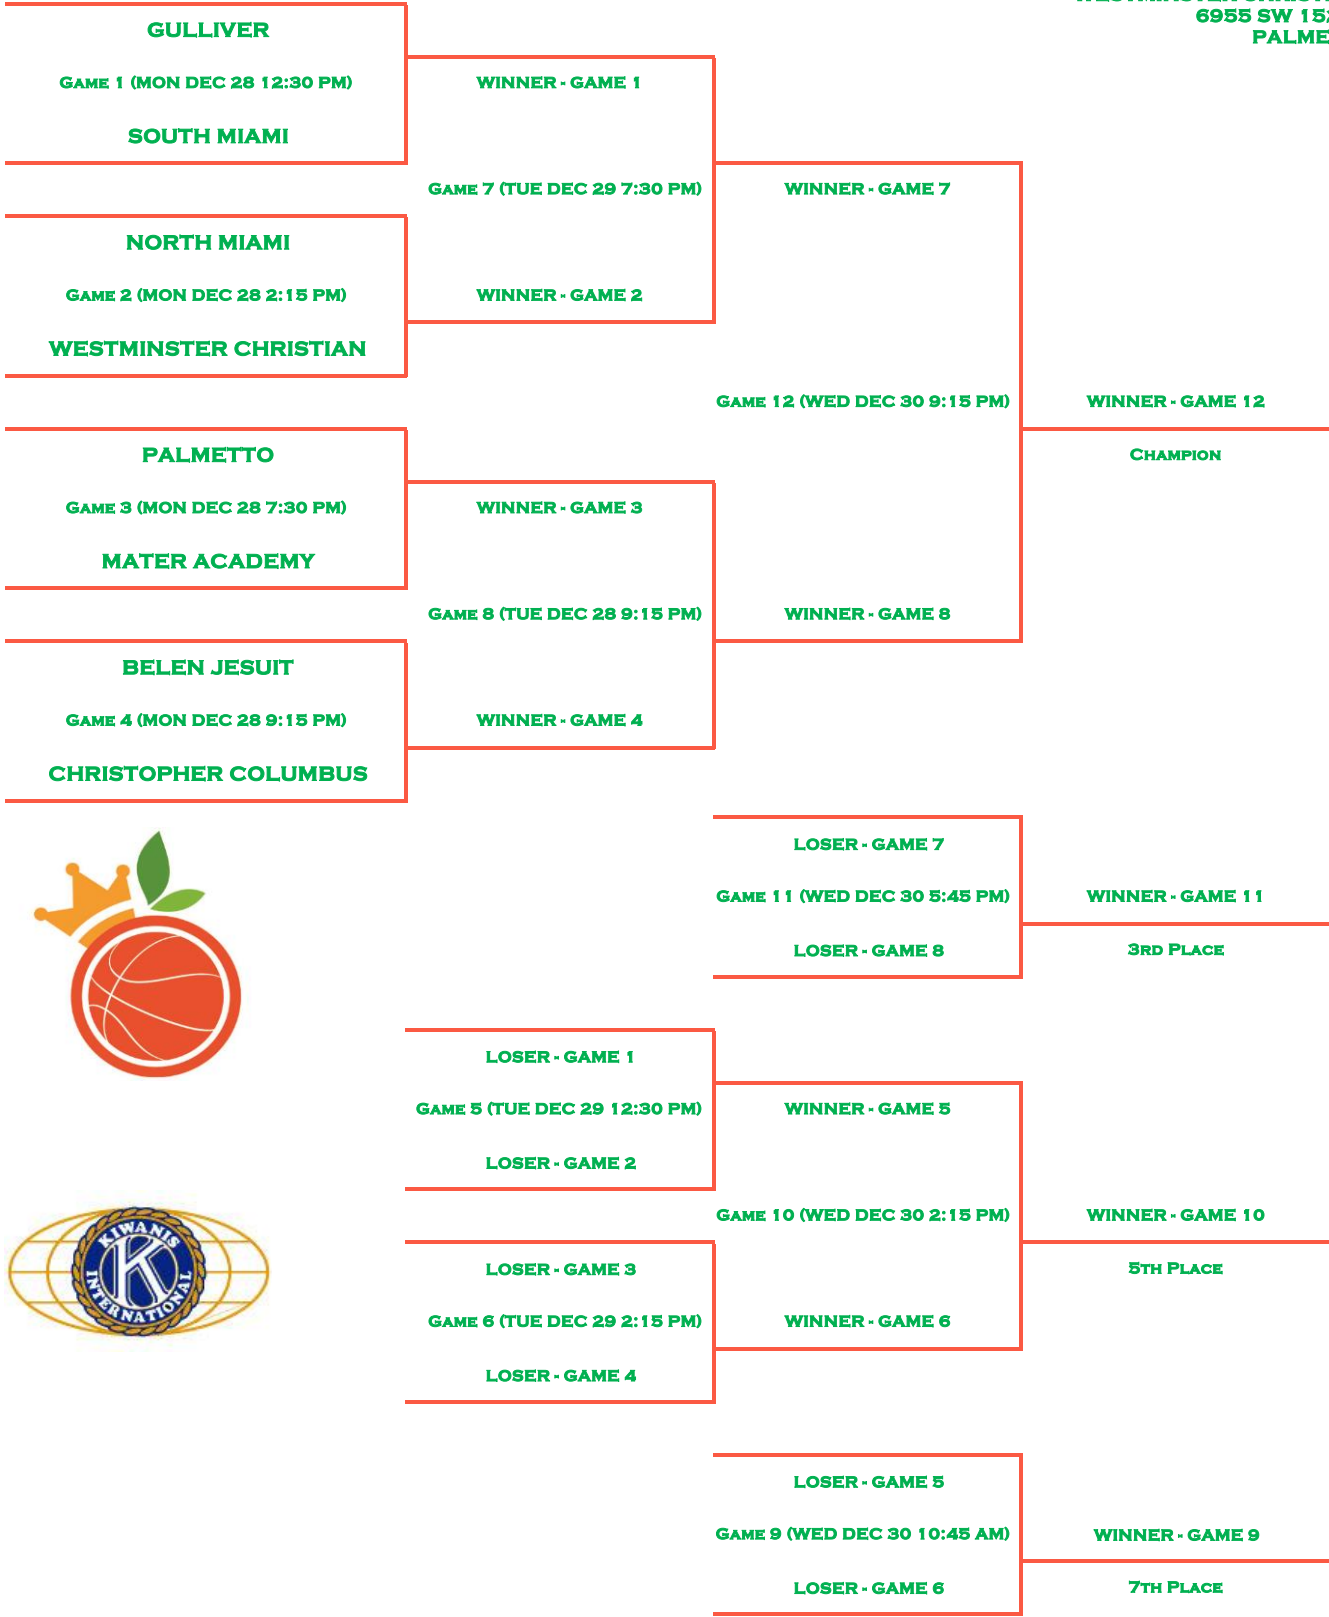 6955 SW 15
PALME
GULLIVER
GAME 1 (MON DEC 28 12:30 PM)
SOUTH MIAMI
WINNER - GAME 1
GAME 7 (TUE DEC 29 7:30 PM)
WINNER - GAME 7
NORTH MIAMI
GAME 2 (MON DEC 28 2:15 PM)
WINNER - GAME 2
WESTMINSTER CHRISTIAN
GAME 12 (WED DEC 30 9:15 PM)
WINNER - GAME 12
CHAMPION
PALMETTO
GAME 3 (MON DEC 28 7:30 PM)
WINNER - GAME 3
MATER ACADEMY
GAME 8 (TUE DEC 28 9:15 PM)
WINNER - GAME 8
BELEN JESUIT
GAME 4 (MON DEC 28 9:15 PM)
WINNER - GAME 4
CHRISTOPHER COLUMBUS
LOSER - GAME 7
GAME 11 (WED DEC 30 5:45 PM)
WINNER - GAME 11
LOSER - GAME 8
3RD PLACE
LOSER - GAME 1
GAME 5 (TUE DEC 29 12:30 PM)
WINNER - GAME 5
LOSER - GAME 2
GAME 10 (WED DEC 30 2:15 PM)
WINNER - GAME 10
5TH PLACE
KIWANIS
K
INTERNATIONAL
LOSER - GAME 3
GAME 6 (TUE DEC 29 2:15 PM)
WINNER - GAME 6
LOSER - GAME 4
LOSER - GAME 5
GAME 9 (WED DEC 30 10:45 AM)
WINNER - GAME 9
LOSER - GAME 6
7TH PLACE